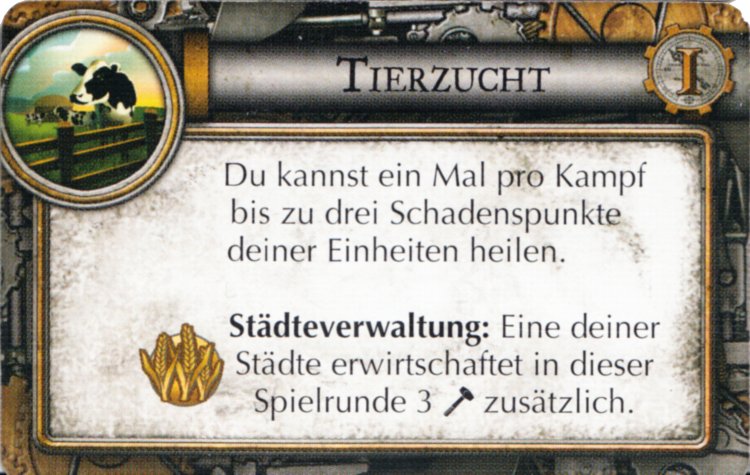 Tierzucht
I
Du kannst ein Mal pro Kampf
bis zu drei Schadenspunkte
deiner Einheiten heilen.
Städteverwaltung: Eine deiner
Städte erwirtschaftet in dieser
Spielrunde 3 zusätzlich.